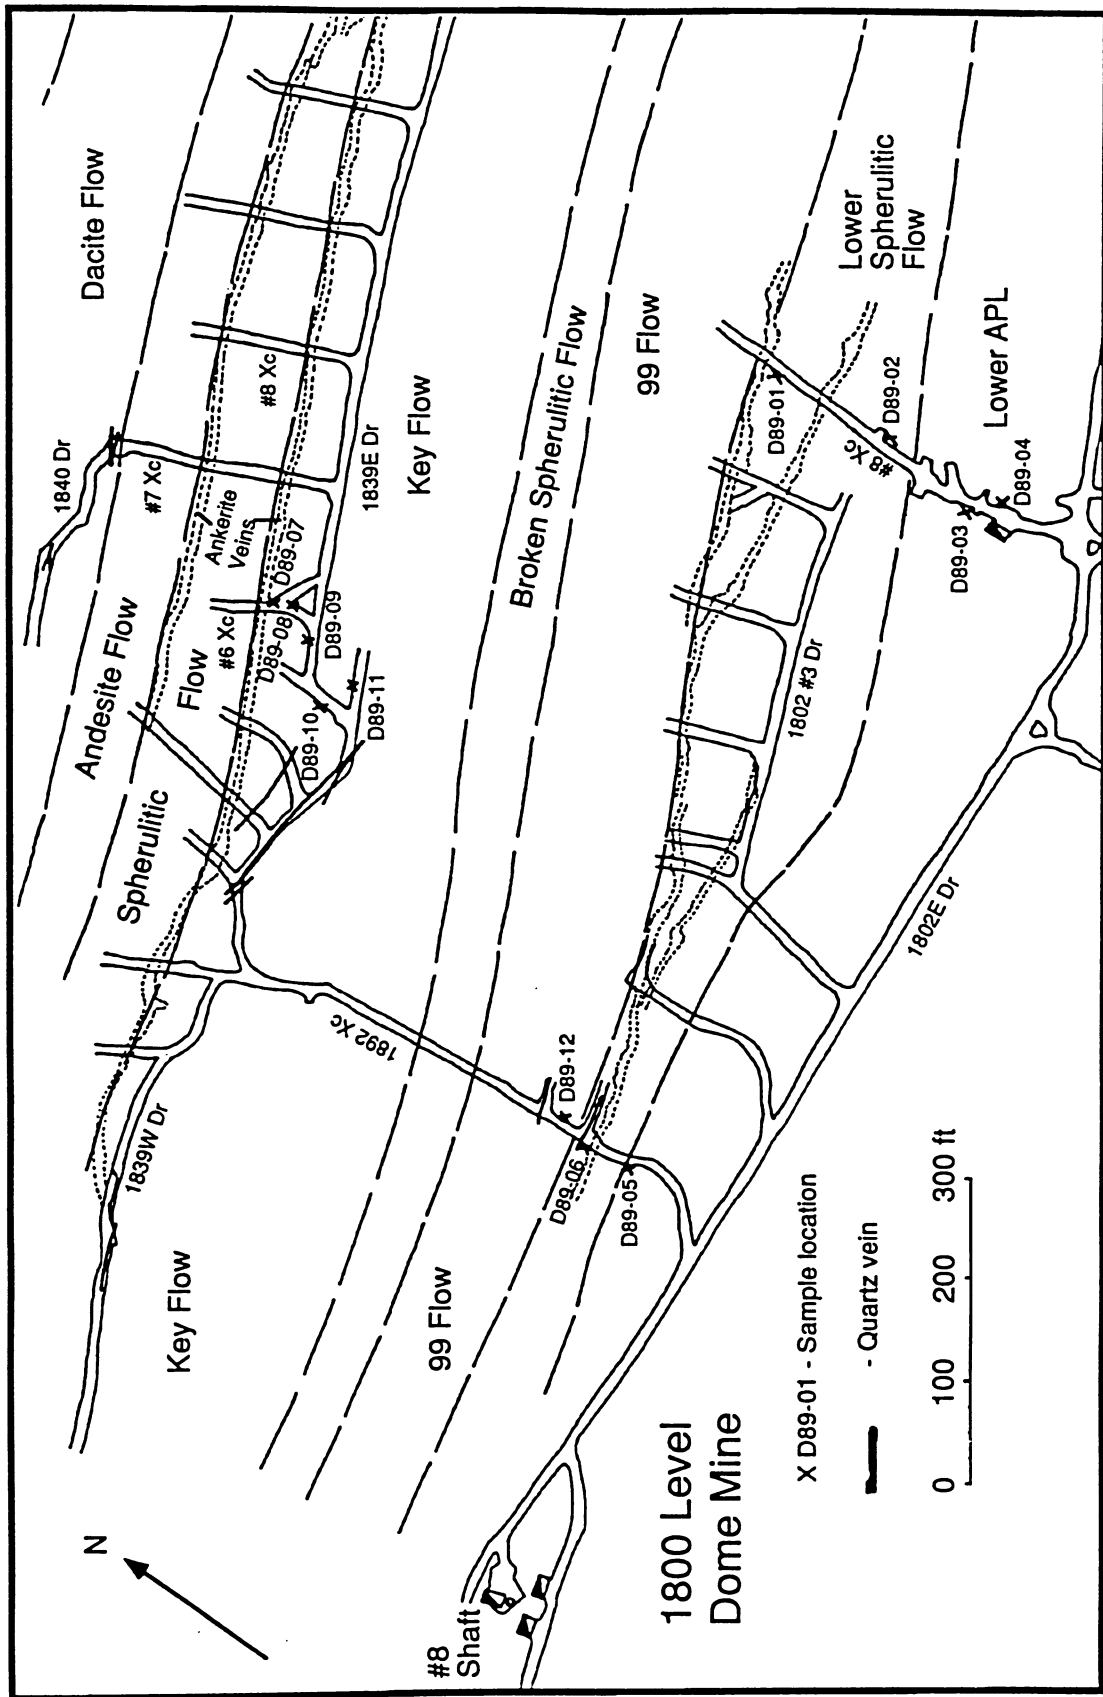 Dacite Flow
1840 Dr
#7 Xc
#8 Xc
Ankerite
Veins
Andesite Flow
Flow
#6 Xc
D89-07
D89-08
D89-09
1839E Dr
Key Flow
D89-10
D89-11
Spherulitic
1839W Dr
1892 Xc
Key Flow
Broken Spherulitic Flow
99 Flow
Lower
Spherulitic
Flow
D89-01
D89-02
#8 Xc
Lower APL
D89-04
D89-03
1802 #3 Dr
1802E Dr
D89-12
D89-06
D89-05
99 Flow
N
#8
Shaft
1800 Level
Dome Mine
X D89-01 - Sample location
- Quartz vein
0 100 200 300 ft